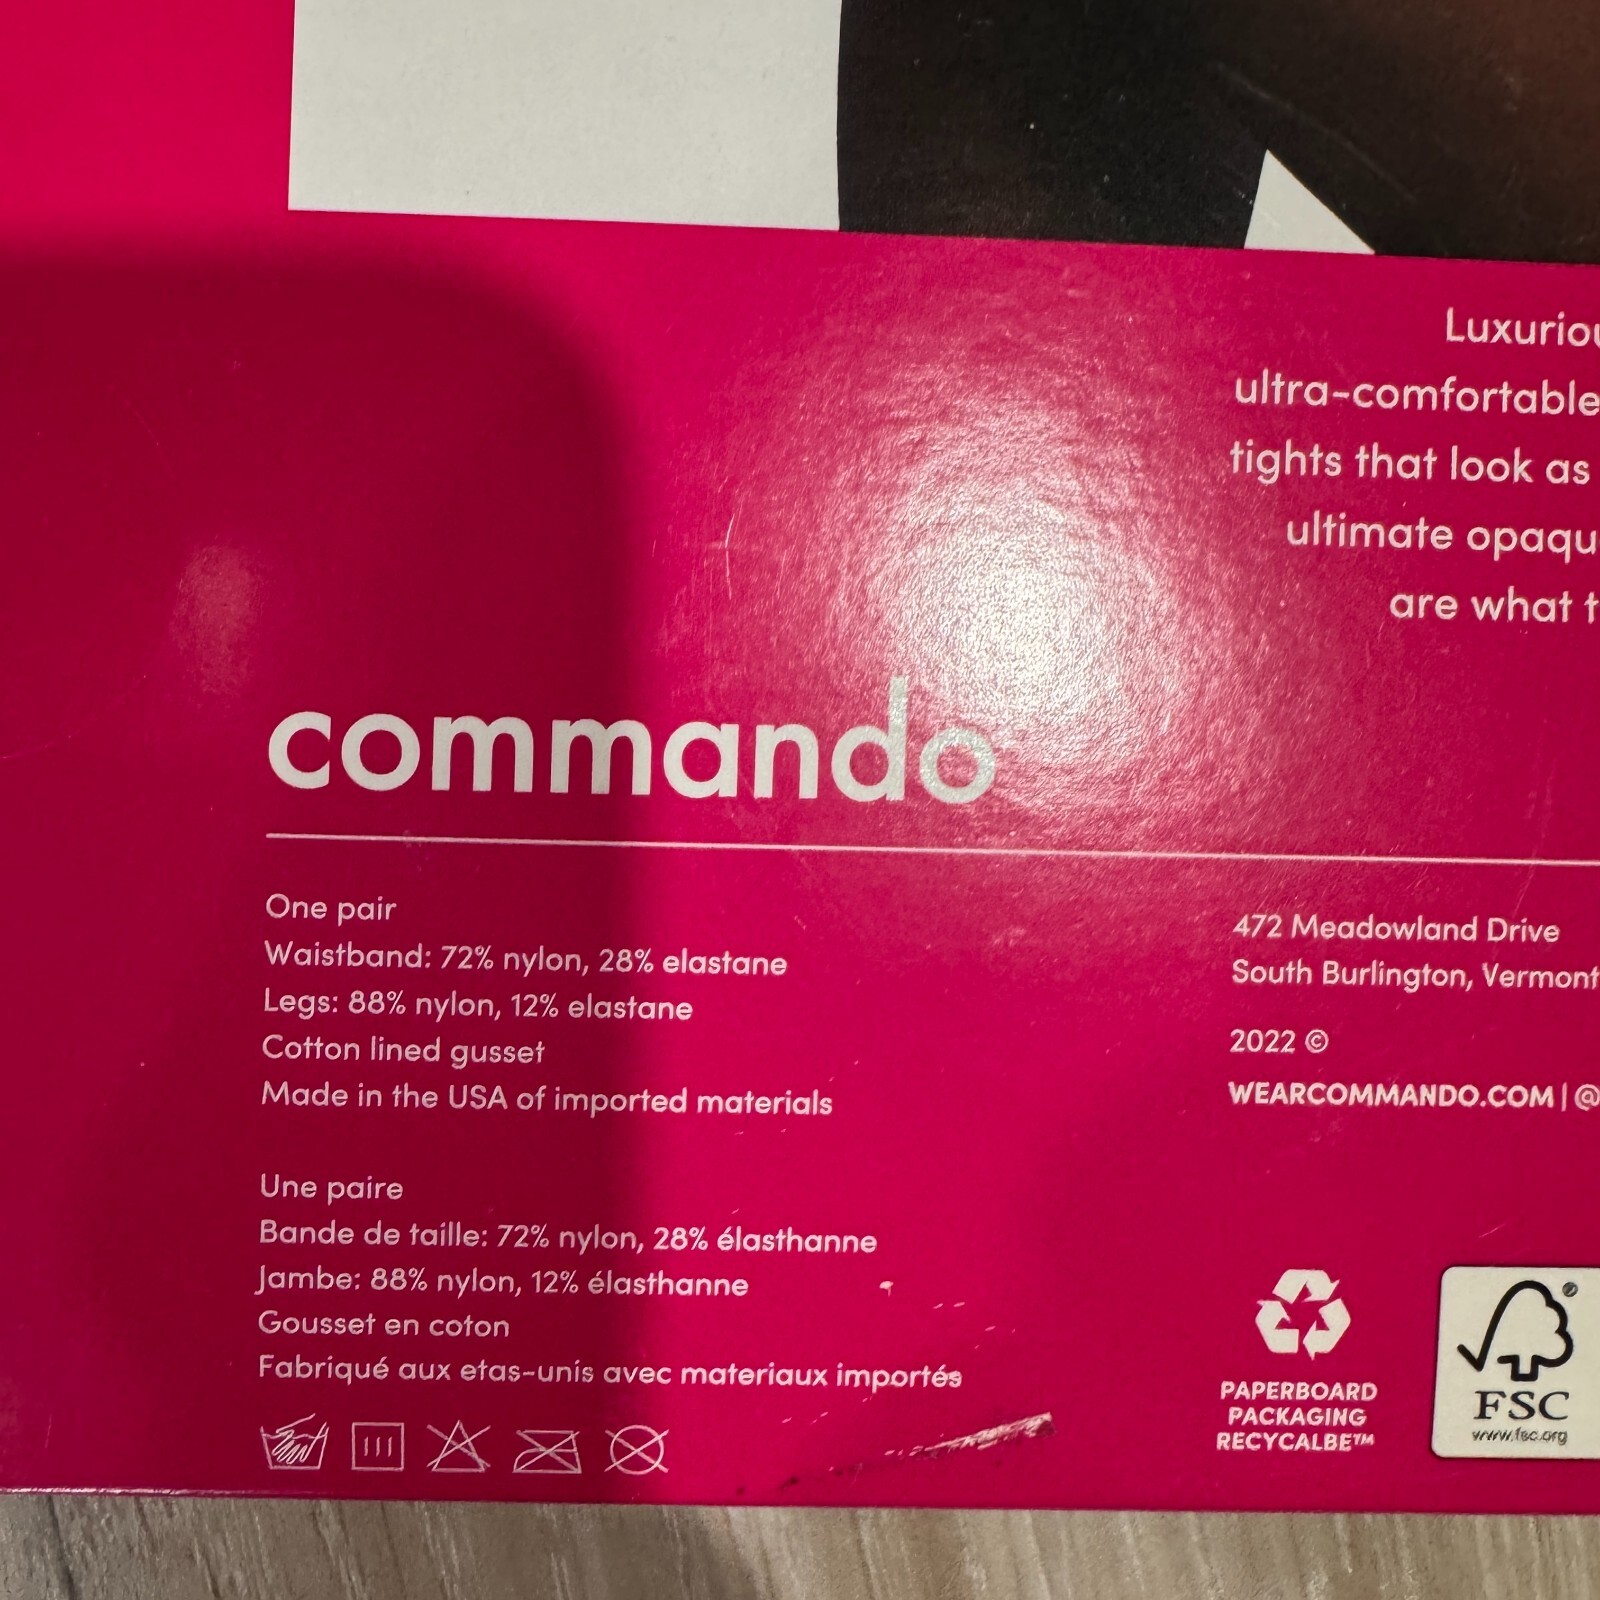 Luxuriou
ultra-comfortable
tights that look as
ultimate opaqu
are what t
commando
One pair
Waistband: 72% nylon, 28% elastane
Legs: 88% nylon, 12% elastane
Cotton lined gusset
Made in the USA of imported materials
Une paire
Bande de taille: 72% nylon, 28% élasthanne
Jambe: 88% nylon, 12% élasthanne
Gousset en coton
Fabriqué aux etas-unis avec materiaux importés
472 Meadowland Drive
South Burlington, Vermont
2022 ©
WEARCOMMANDO.COM | @
PAPERBOARD
PACKAGING
RECYCALBE™
®
FSC
www.fsc.org